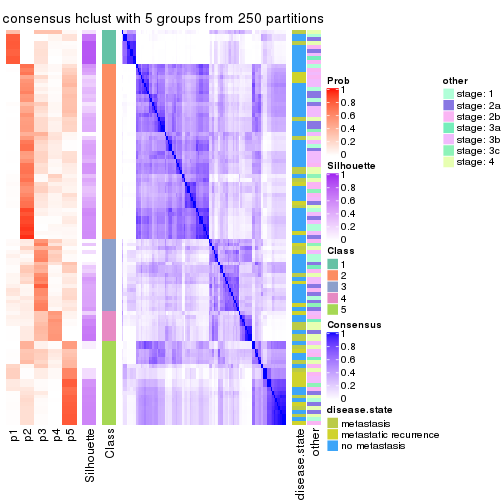 consensus hclust with 5 groups from 250 partitions
Prob
1
0.8
0.6
0.4
0.2
0
Silhouette
1
0.8
0.6
0.4
0.2
0
Class
1
2
3
4
5
Consensus
1
0.8
0.6
0.4
0.2
0
disease.state
metastasis
metastatic recurrence
no metastasis
other
stage: 1
stage: 2a
stage: 2b
stage: 3a
stage: 3b
stage: 3c
stage: 4
p1
p2
p3
p4
p5
Silhouette
Class
disease.state
other